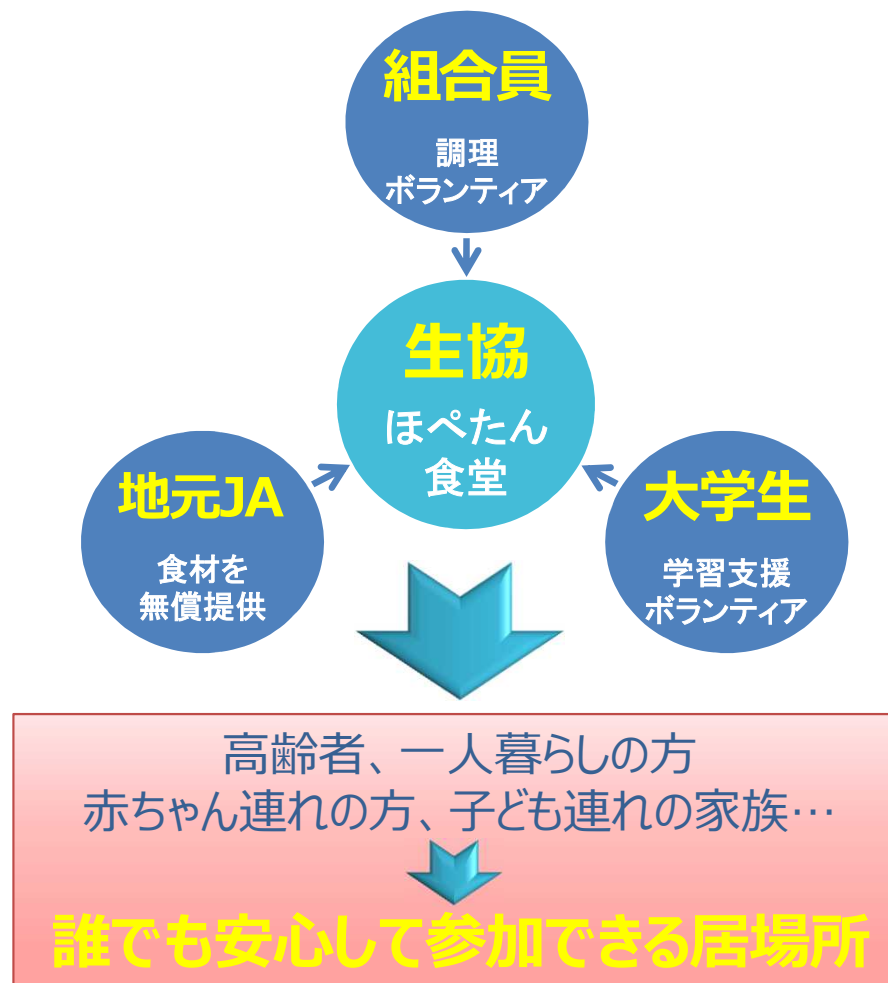 組合員
調理
ボランティア
生協
ほぺたん
食堂
地元JA
食材を
無償提供
大学生
学習支援
ボランティア
高齢者、一人暮らしの方
赤ちゃん連れの方、子ども連れの家族…
誰でも安心して参加できる居場所